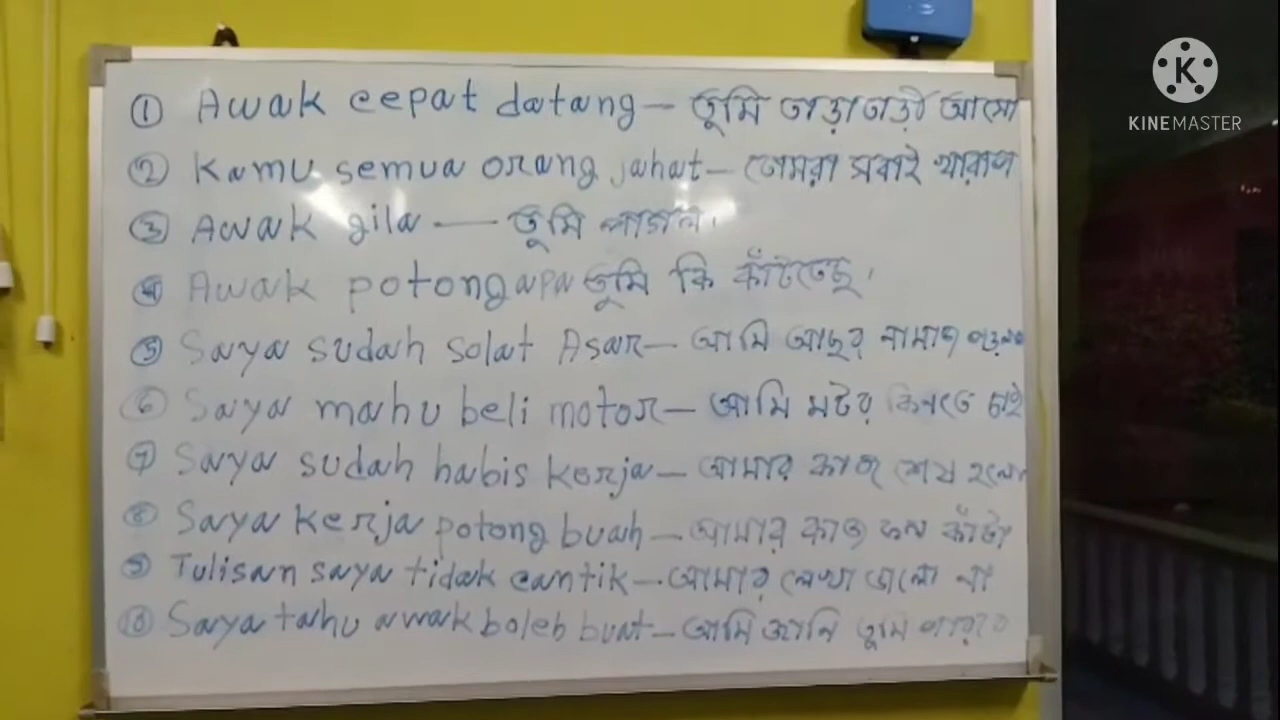 ① Awak cepat datang – তুমি তাড়াতাড়ী আসো
② Kamu semua orang jahat – তোমরা সবাই খারাপ
③ Awak gila — তুমি পাগল।
④ Awak potong apa তুমি কি কাঁটতেছ।
⑤ Saya sudah solat Asar – আমি আছর নামাজ
⑥ Saya mahu beli motor – আমি মটর কিনতে চাই
⑦ Saya sudah habis kerja – আমার কাজ শেষ হলো
⑧ Saya kerja potong buah – আমার কাজ ফল কাঁটা
⑨ Tulisan saya tidak cantik – আমার লেখা ভালো না
⑩ Saya tahu awak boleh buat – আমি জানি তুমি
K
KINEMASTER